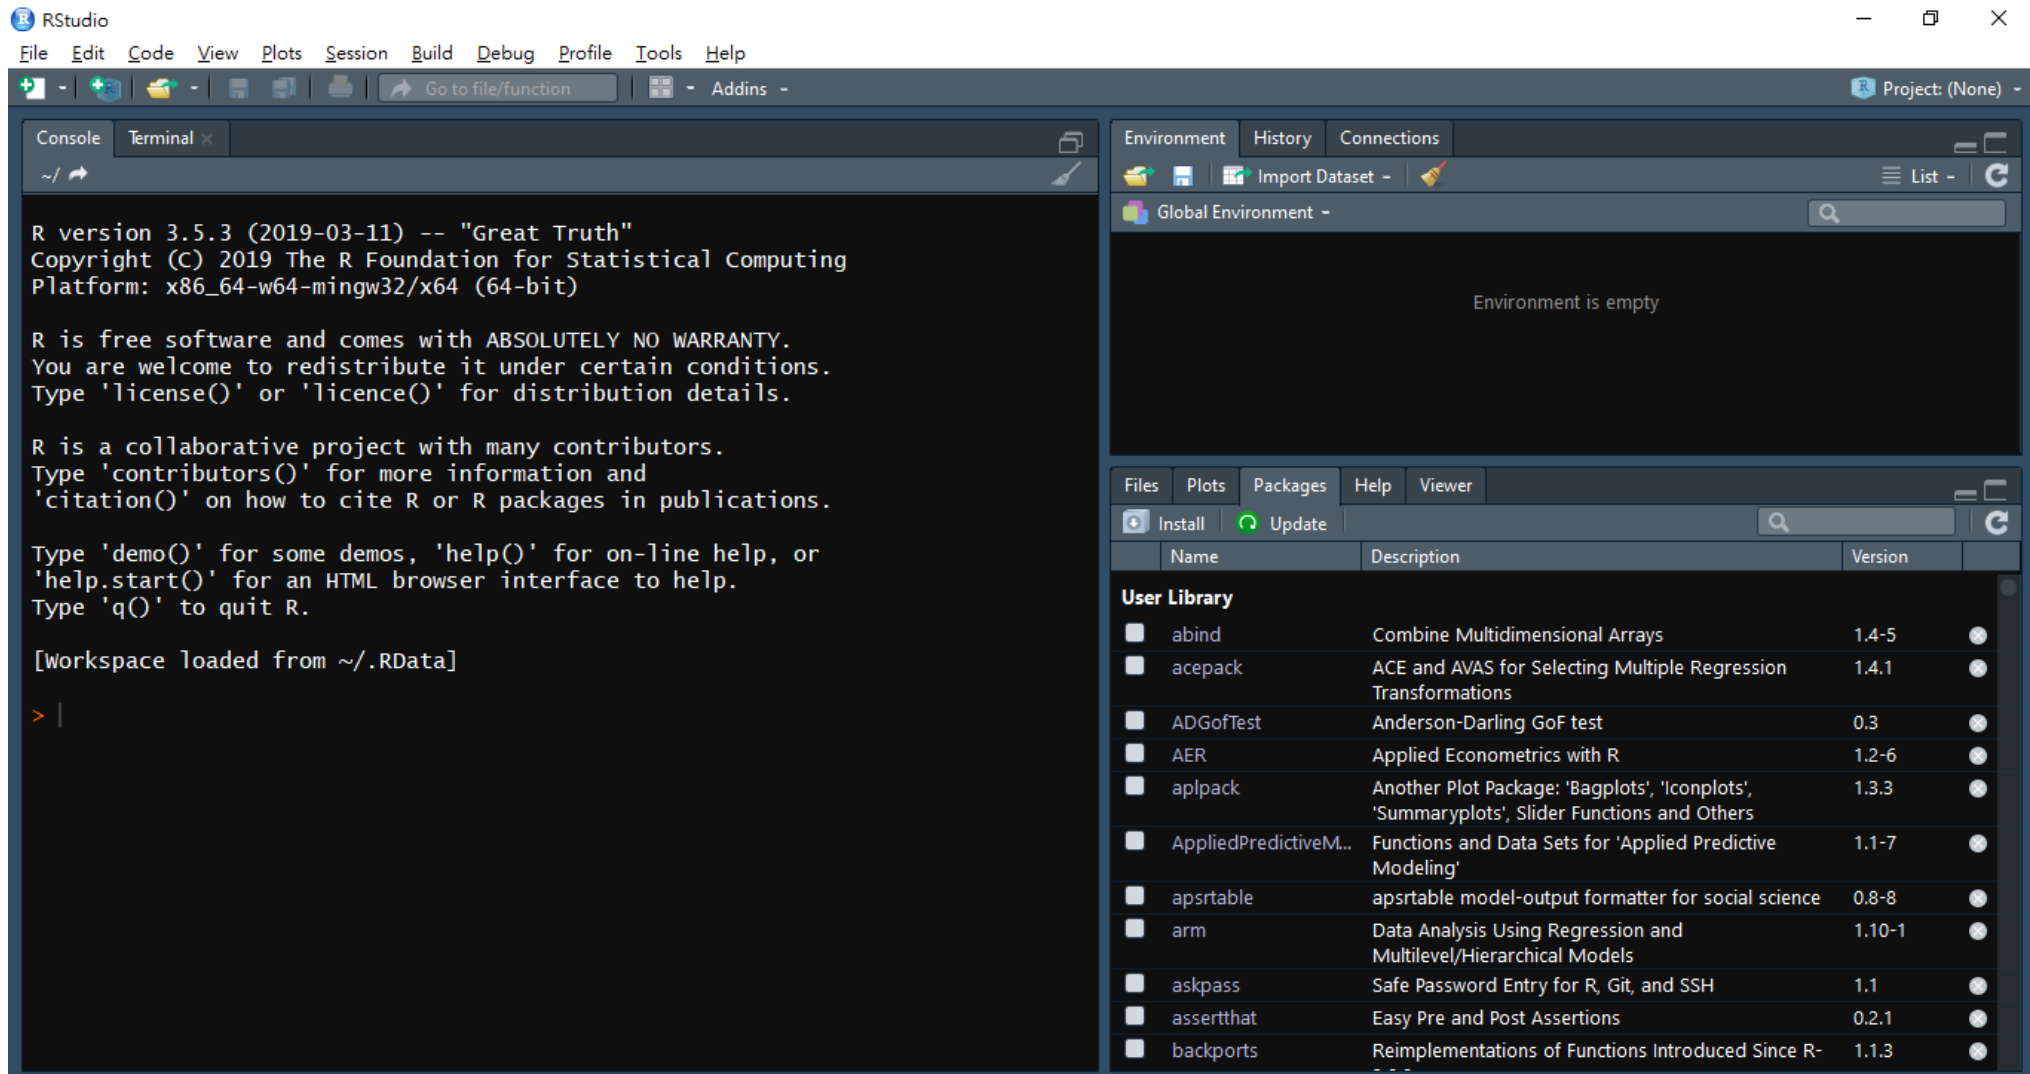 RStudio
File Edit Code View Plots Session Build Debug Profile Tools Help
Go to file/function Addins Project: (None)
Console Terminal
~/
R version 3.5.3 (2019-03-11) -- "Great Truth"
Copyright (C) 2019 The R Foundation for Statistical Computing
Platform: x86_64-w64-mingw32/x64 (64-bit)
R is free software and comes with ABSOLUTELY NO WARRANTY.
You are welcome to redistribute it under certain conditions.
Type 'license()' or 'licence()' for distribution details.
R is a collaborative project with many contributors.
Type 'contributors()' for more information and
'citation()' on how to cite R or R packages in publications.
Type 'demo()' for some demos, 'help()' for on-line help, or
'help.start()' for an HTML browser interface to help.
Type 'q()' to quit R.
[Workspace loaded from ~/.RData]
>
Environment History Connections
Import Dataset List
Global Environment
Environment is empty
Files Plots Packages Help Viewer
Install Update
Name Description Version
User Library
abind Combine Multidimensional Arrays 1.4-5
acepack ACE and AVAS for Selecting Multiple Regression 1.4.1
Transformations
ADGofTest Anderson-Darling GoF test 0.3
AER Applied Econometrics with R 1.2-6
aplpack Another Plot Package: 'Bagplots', 'Iconplots', 1.3.3
'Summaryplots', Slider Functions and Others
AppliedPredictiveM... Functions and Data Sets for 'Applied Predictive 1.1-7
Modeling'
apsrtable apsrtable model-output formatter for social science 0.8-8
arm Data Analysis Using Regression and 1.10-1
Multilevel/Hierarchical Models
askpass Safe Password Entry for R, Git, and SSH 1.1
assertthat Easy Pre and Post Assertions 0.2.1
backports Reimplementations of Functions Introduced Since R- 1.1.3